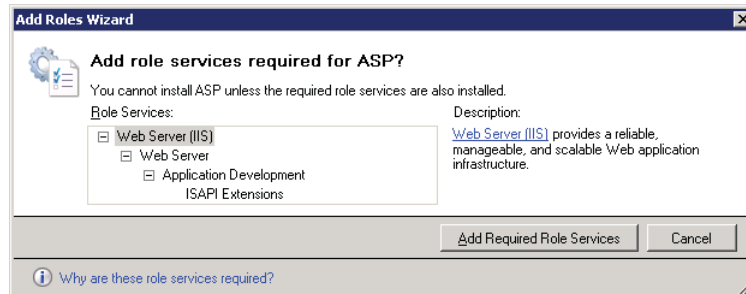 Add Roles Wizard
Add role services required for ASP?
You cannot install ASP unless the required role services are also installed.
Role Services:
Web Server (IIS)
Web Server
Application Development
ISAPI Extensions
Description:
Web Server (IIS) provides a reliable,
manageable, and scalable Web application
infrastructure.
Add Required Role Services
Cancel
Why are these role services required?